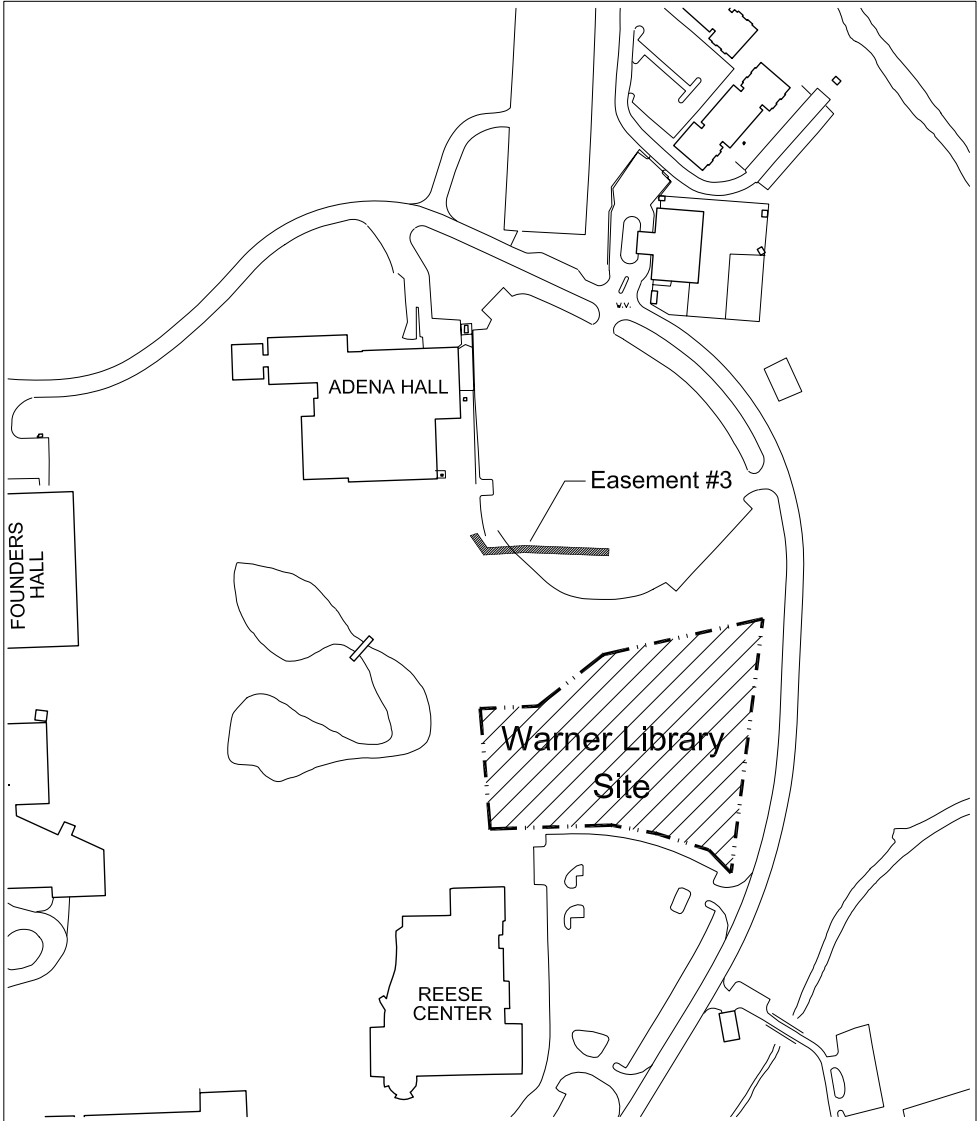 W.V.
ADENA HALL
Easement #3
FOUNDERS
HALL
Warner Library
Site
REESE
CENTER